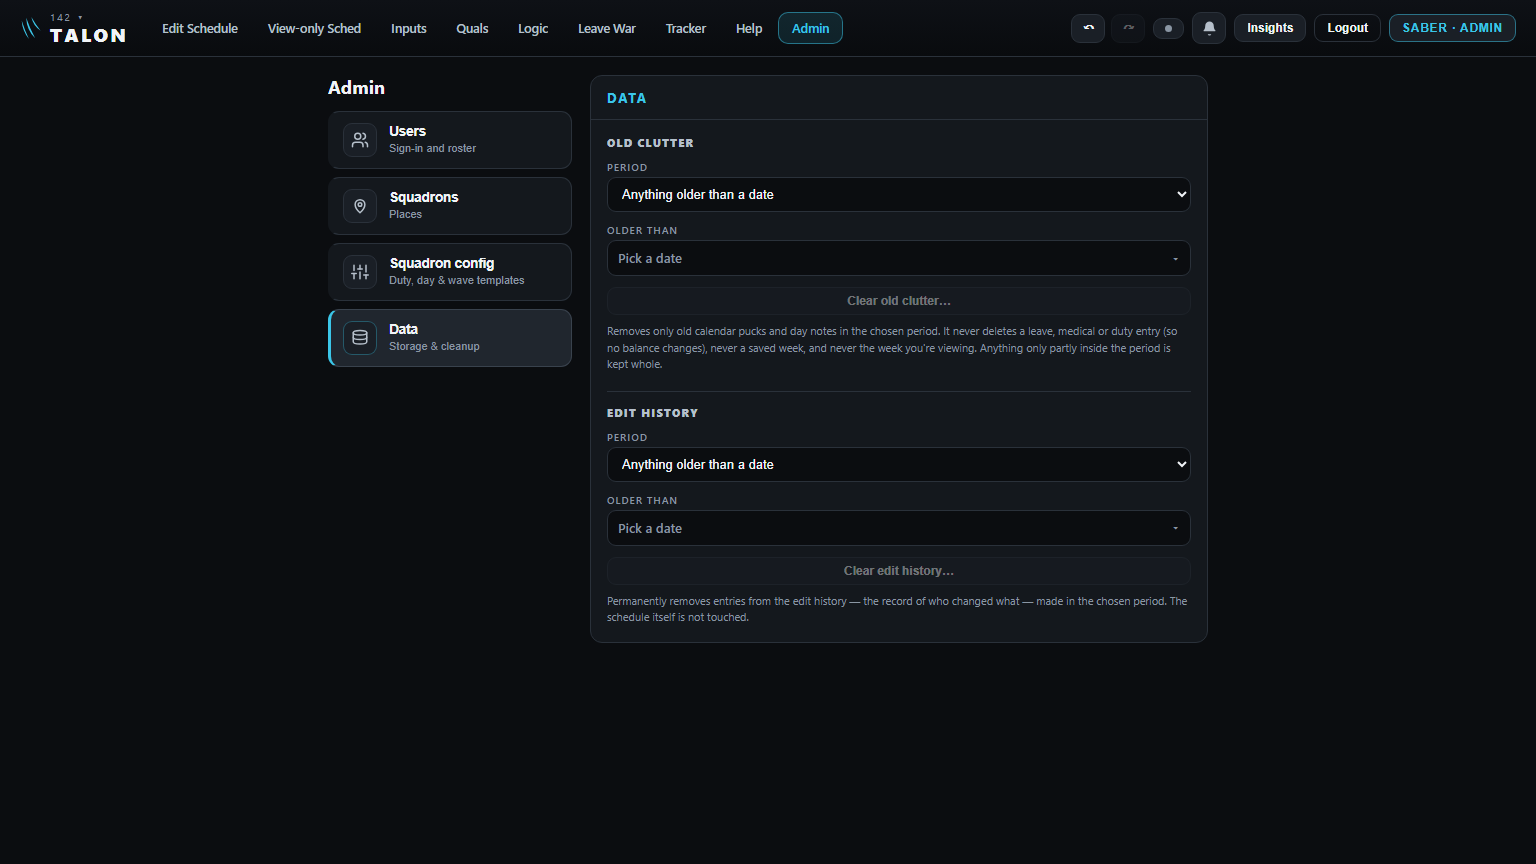 142 ▾
TALON
Edit Schedule
View-only Sched
Inputs
Quals
Logic
Leave War
Tracker
Help
Admin
Insights
Logout
SABER · ADMIN
Admin
Users
Sign-in and roster
Squadrons
Places
Squadron config
Duty, day & wave templates
Data
Storage & cleanup
DATA
OLD CLUTTER
PERIOD
Anything older than a date
OLDER THAN
Pick a date
Clear old clutter…
Removes only old calendar pucks and day notes in the chosen period. It never deletes a leave, medical or duty entry (so
no balance changes), never a saved week, and never the week you're viewing. Anything only partly inside the period is
kept whole.
EDIT HISTORY
PERIOD
Anything older than a date
OLDER THAN
Pick a date
Clear edit history…
Permanently removes entries from the edit history — the record of who changed what — made in the chosen period. The
schedule itself is not touched.